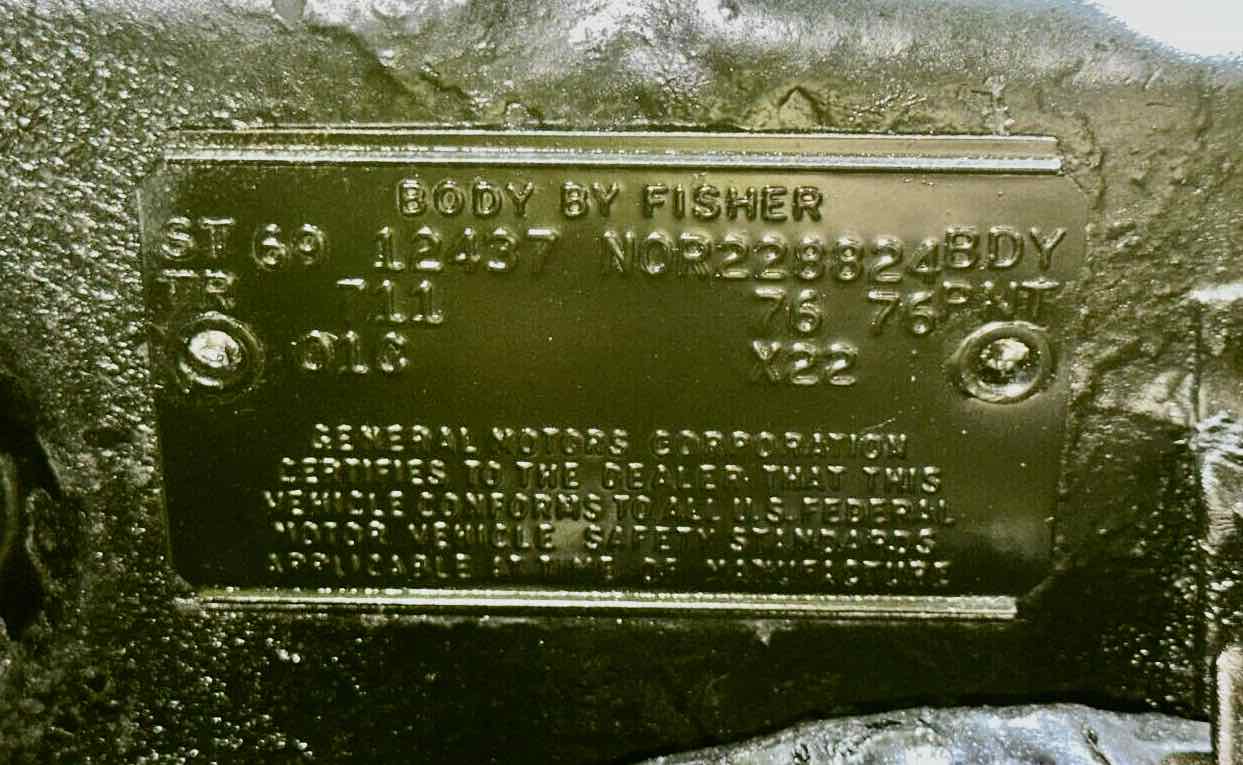 BODY BY FISHER
ST 69 12437 NOR228824 BDY
TR 711 76 76 PNT
01C X22
GENERAL MOTORS CORPORATION
CERTIFIES TO THE DEALER THAT THIS
VEHICLE CONFORMS TO ALL U.S. FEDERAL
MOTOR VEHICLE SAFETY STANDARDS
APPLICABLE AT TIME OF MANUFACTURE